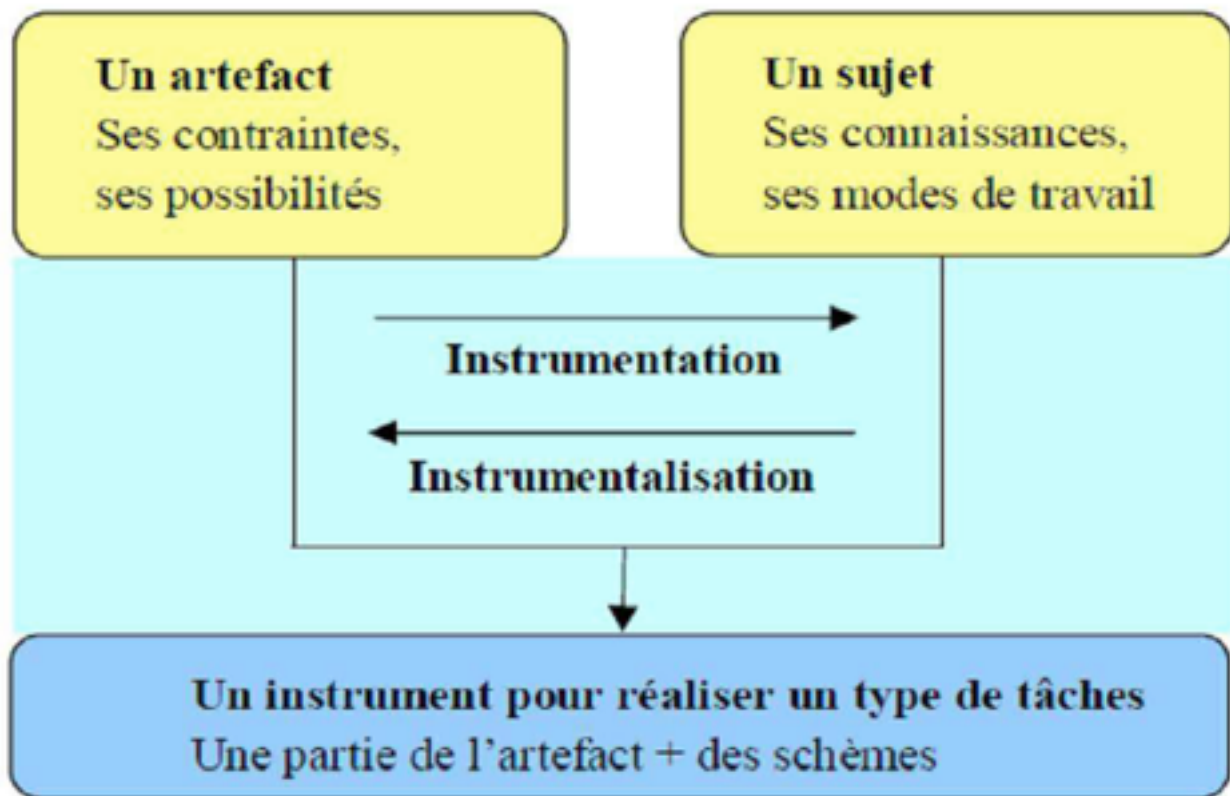 Un artefact
Ses contraintes,
ses possibilités
Un sujet
Ses connaissances,
ses modes de travail
Instrumentation
Instrumentalisation
Un instrument pour réaliser un type de tâches
Une partie de l'artefact + des schèmes